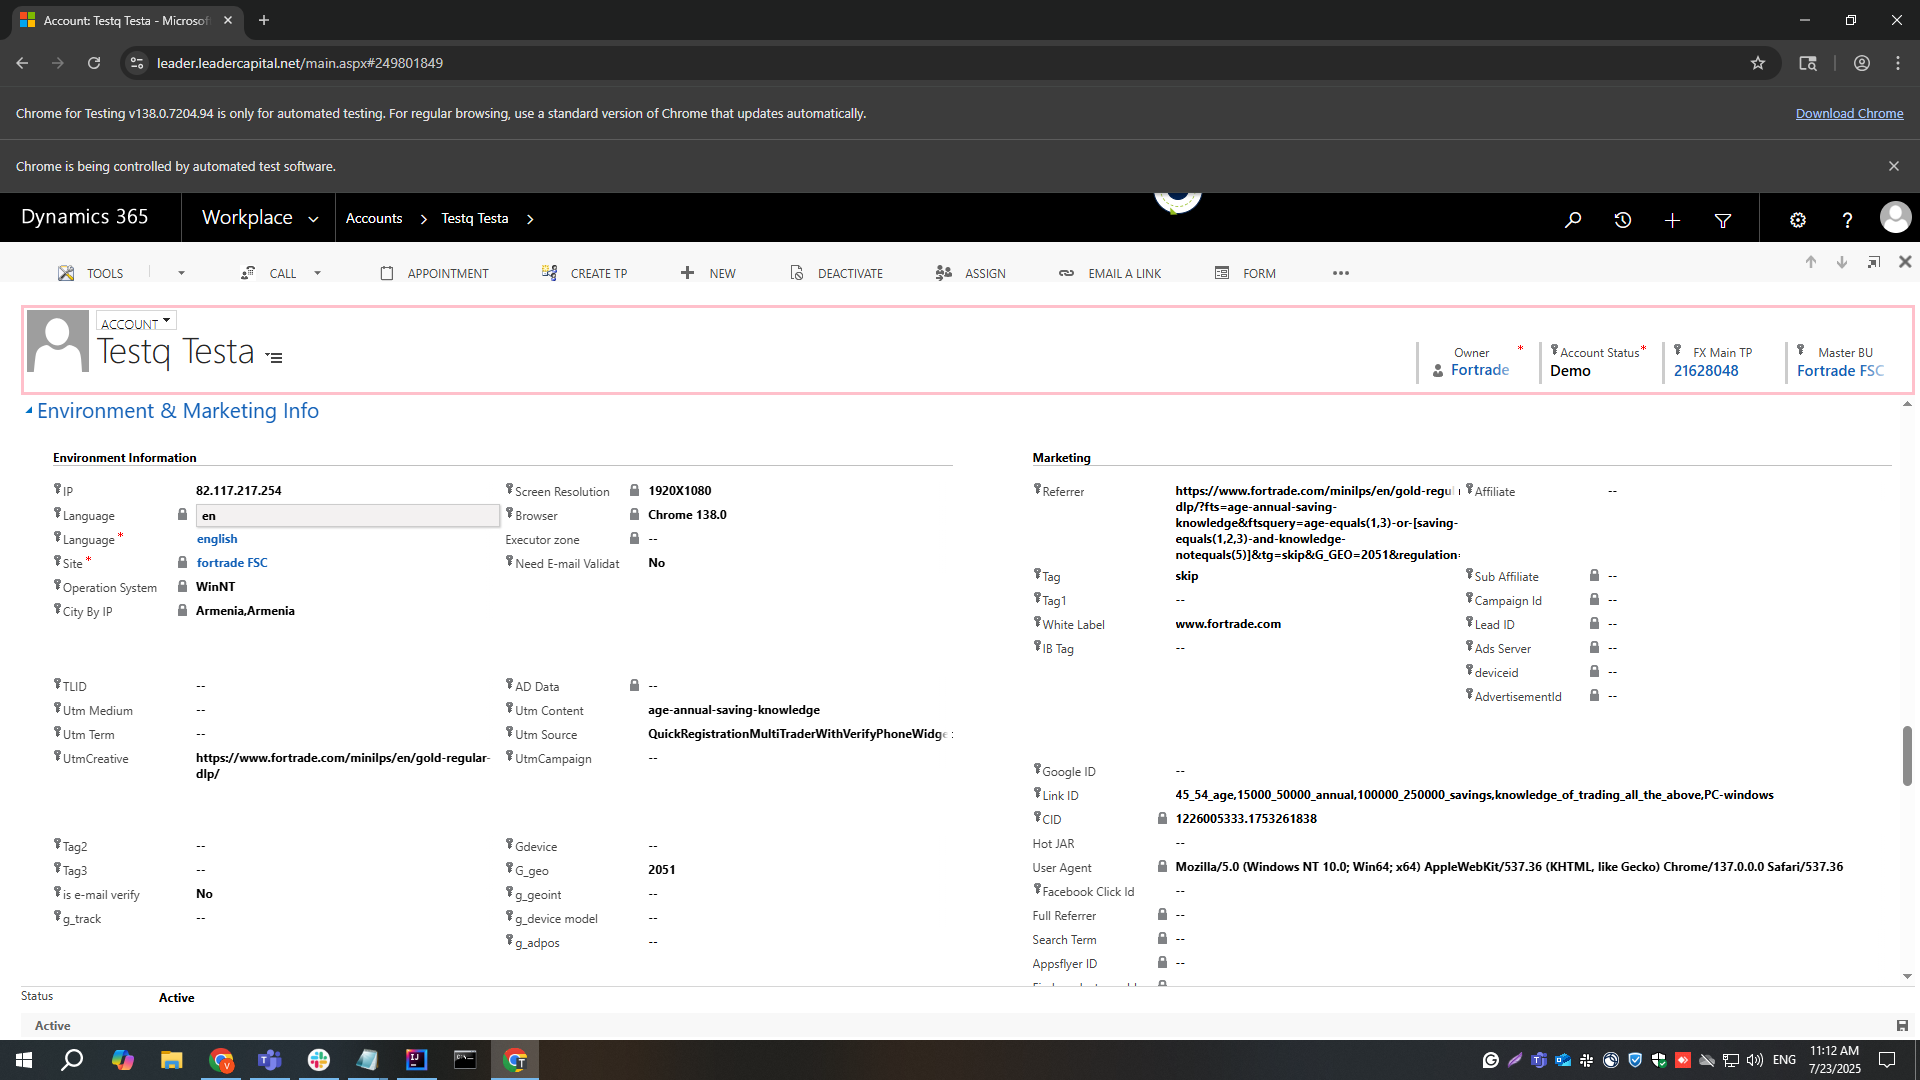 Account: Testq Testa - Microsof
leader.leadercapital.net/main.aspx#249801849
Chrome for Testing v138.0.7204.94 is only for automated testing. For regular browsing, use a standard version of Chrome that updates automatically.
Download Chrome
Chrome is being controlled by automated test software.
Dynamics 365
Workplace
Accounts
Testq Testa
TOOLS
CALL
APPOINTMENT
CREATE TP
NEW
DEACTIVATE
ASSIGN
EMAIL A LINK
FORM
ACCOUNT
Testq Testa
Owner *
Fortrade
Account Status *
Demo
FX Main TP
21628048
Master BU
Fortrade FSC
Environment & Marketing Info
Environment Information
IP 82.117.217.254
Language en
Language * english
Site * fortrade FSC
Operation System WinNT
City By IP Armenia,Armenia
Screen Resolution 1920X1080
Browser Chrome 138.0
Executor zone --
Need E-mail Validat No
TLID --
Utm Medium --
Utm Term --
UtmCreative https://www.fortrade.com/minilps/en/gold-regular-
dlp/
AD Data --
Utm Content age-annual-saving-knowledge
Utm Source QuickRegistrationMultiTraderWithVerifyPhoneWidge
UtmCampaign --
Tag2 --
Tag3 --
is e-mail verify No
g_track --
Gdevice --
G_geo 2051
g_geoint --
g_device model --
g_adpos --
Marketing
Referrer https://www.fortrade.com/minilps/en/gold-regul
dlp/?fts=age-annual-saving-
knowledge&ftsquery=age-equals(1,3)-or-[saving-
equals(1,2,3)-and-knowledge-
notequals(5)]&tg=skip&G_GEO=2051&regulation=
Tag skip
Tag1 --
White Label www.fortrade.com
IB Tag --
Affiliate --
Sub Affiliate --
Campaign Id --
Lead ID --
Ads Server --
deviceid --
AdvertisementId --
Google ID --
Link ID 45_54_age,15000_50000_annual,100000_250000_savings,knowledge_of_trading_all_the_above,PC-windows
CID 1226005333.1753261838
Hot JAR --
User Agent Mozilla/5.0 (Windows NT 10.0; Win64; x64) AppleWebKit/537.36 (KHTML, like Gecko) Chrome/137.0.0.0 Safari/537.36
Facebook Click Id --
Full Referrer --
Search Term --
Appsflyer ID --
Status Active
Active
ENG
11:12 AM
7/23/2025